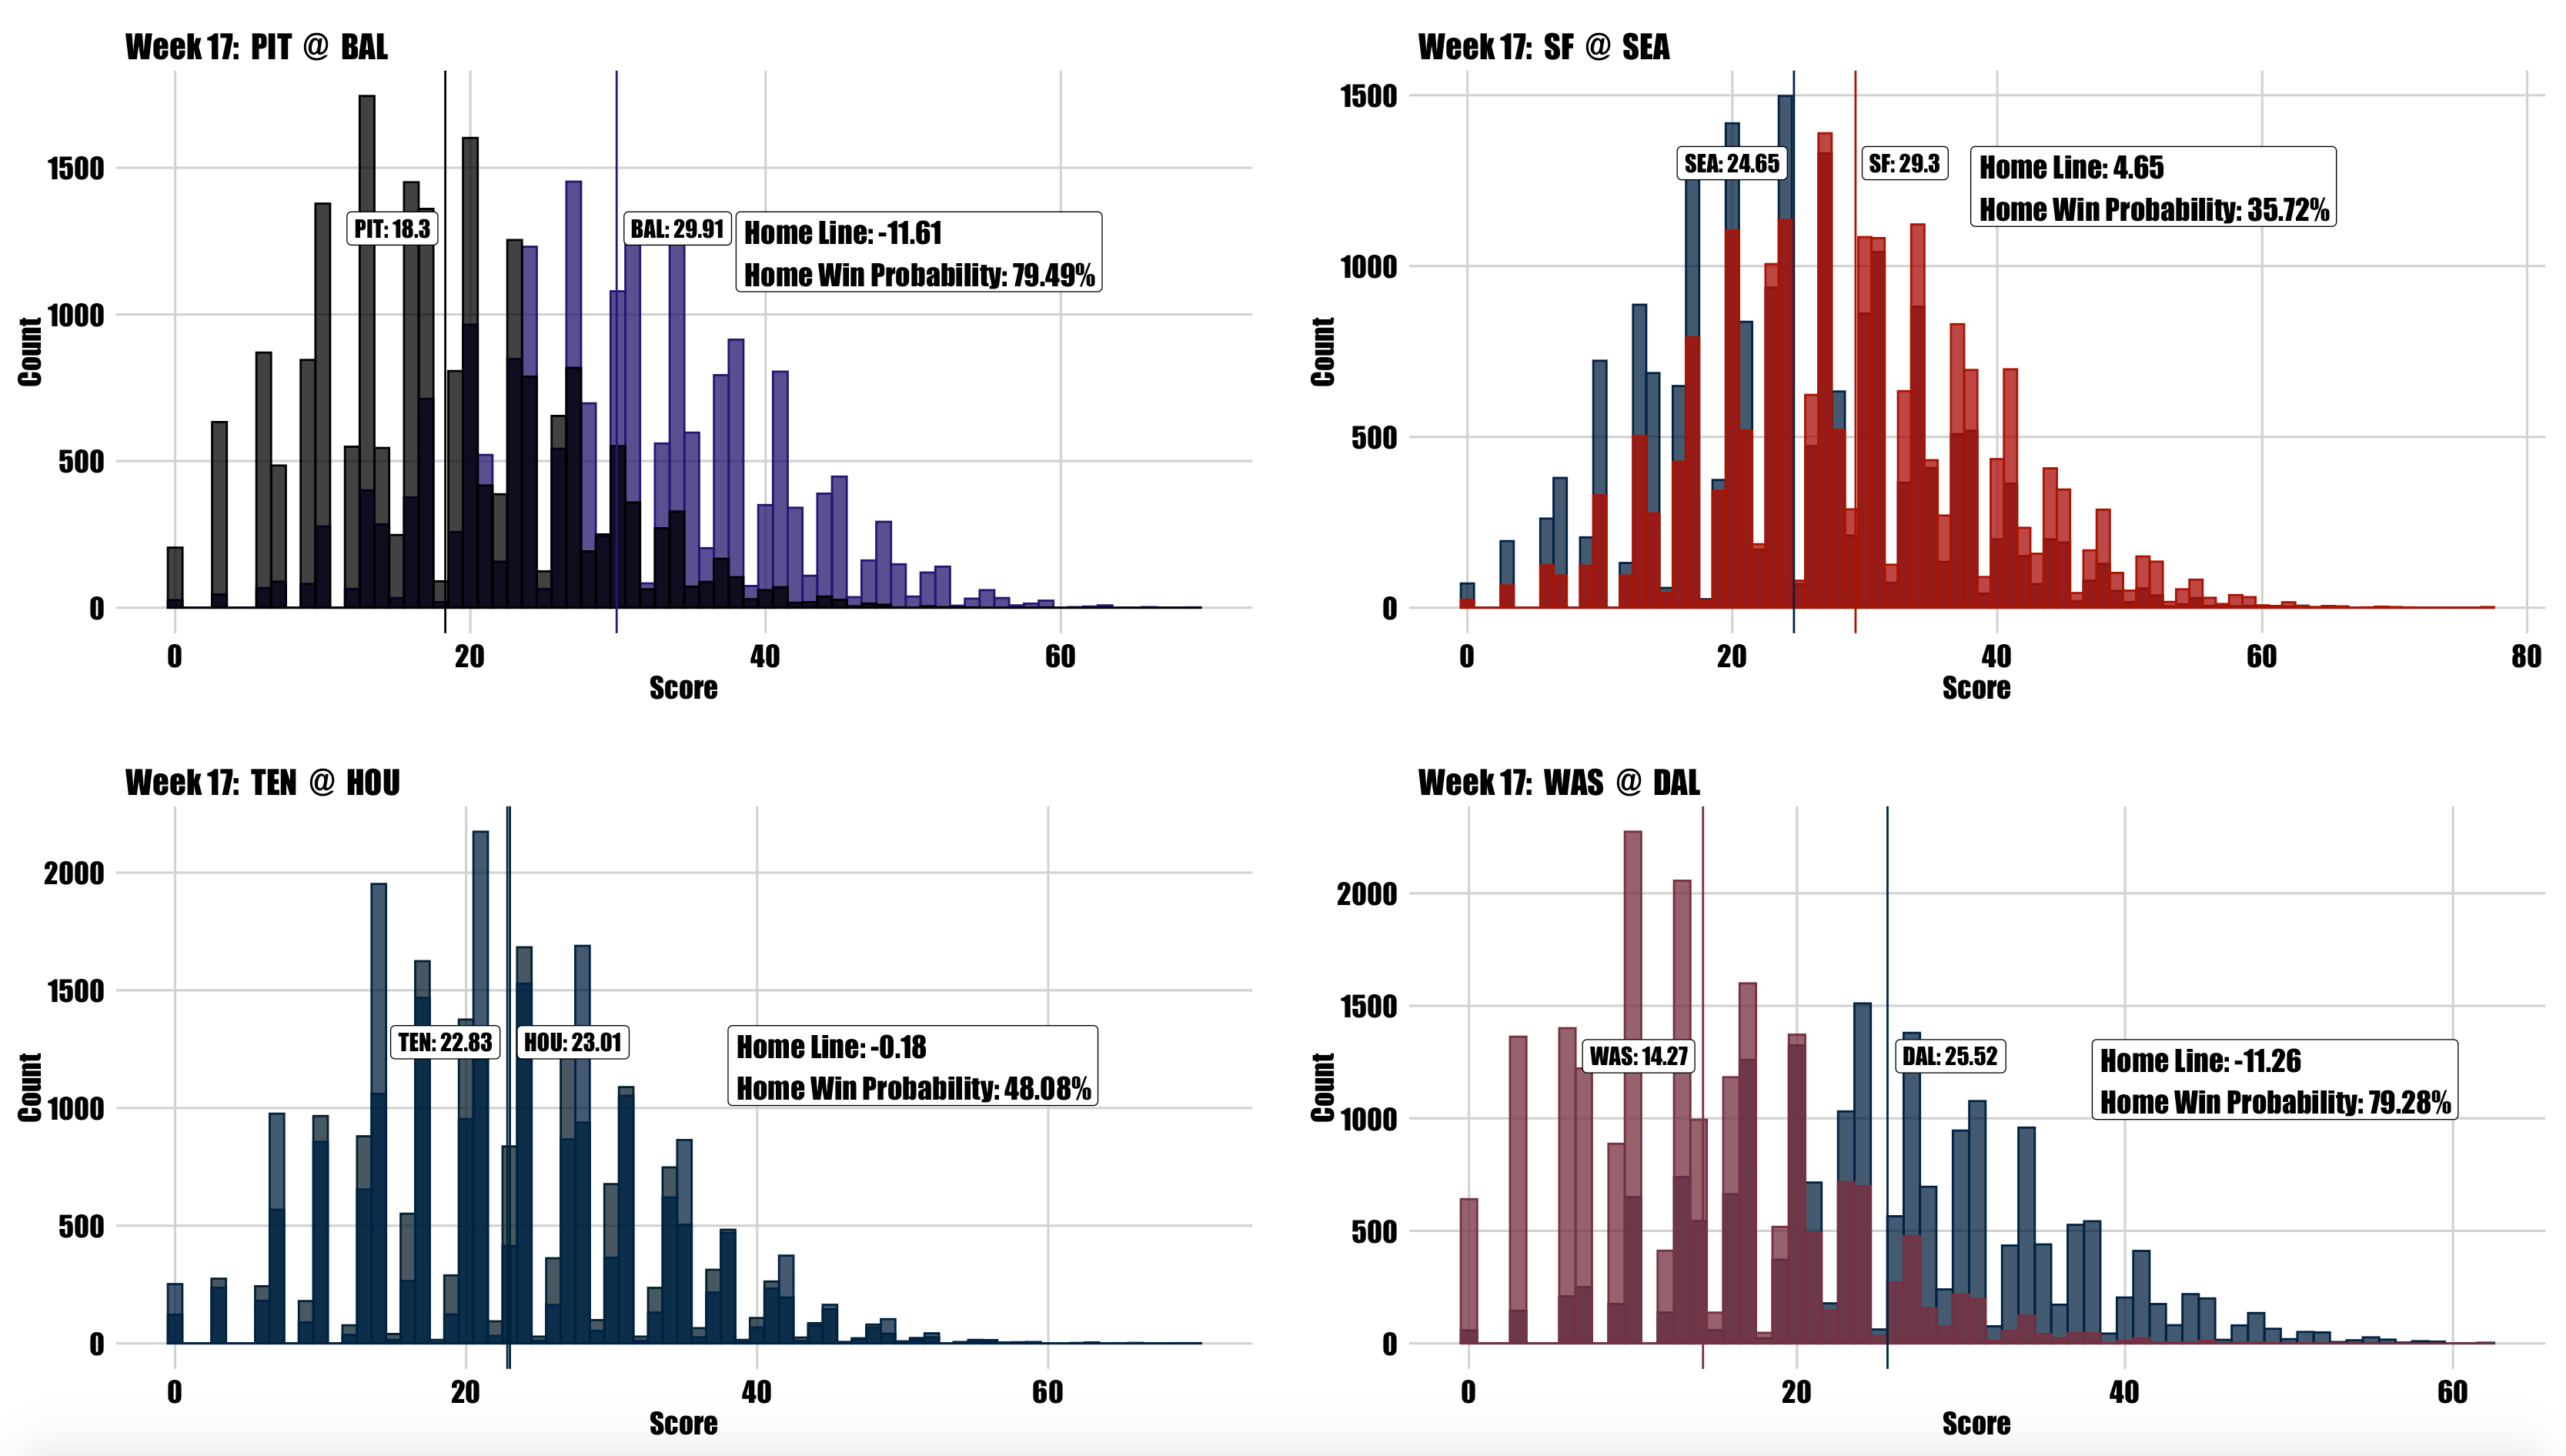 Week 17: PIT @ BAL
Count
1500
1000
500
0
PIT: 18.3
BAL: 29.91
Home Line: -11.61
Home Win Probability: 79.49%
0 20 40 60
Score
Week 17: SF @ SEA
Count
1500
1000
500
0
SEA: 24.65
SF: 29.3
Home Line: 4.65
Home Win Probability: 35.72%
0 20 40 60 80
Score
Week 17: TEN @ HOU
Count
2000
1500
1000
500
0
TEN: 22.83
HOU: 23.01
Home Line: -0.18
Home Win Probability: 48.08%
0 20 40 60
Score
Week 17: WAS @ DAL
Count
2000
1500
1000
500
0
WAS: 14.27
DAL: 25.52
Home Line: -11.26
Home Win Probability: 79.28%
0 20 40 60
Score